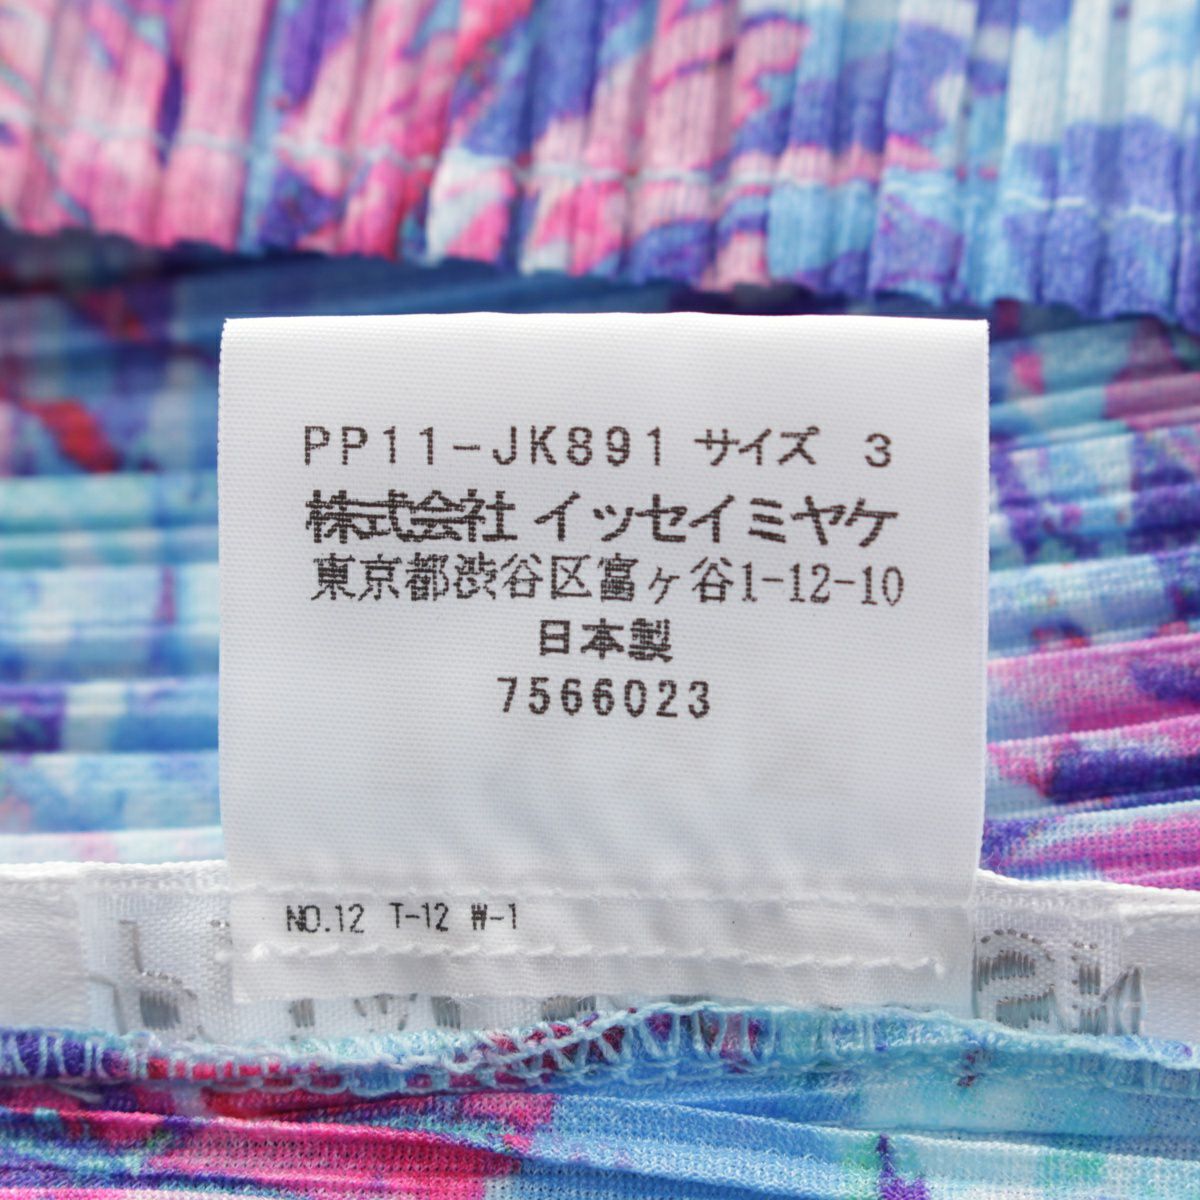 PP11-JK891 サイズ 3
株式会社 イッセイミヤケ
東京都渋谷区富ヶ谷1-12-10
日本製
7566023
NO.12 T-12 W-1